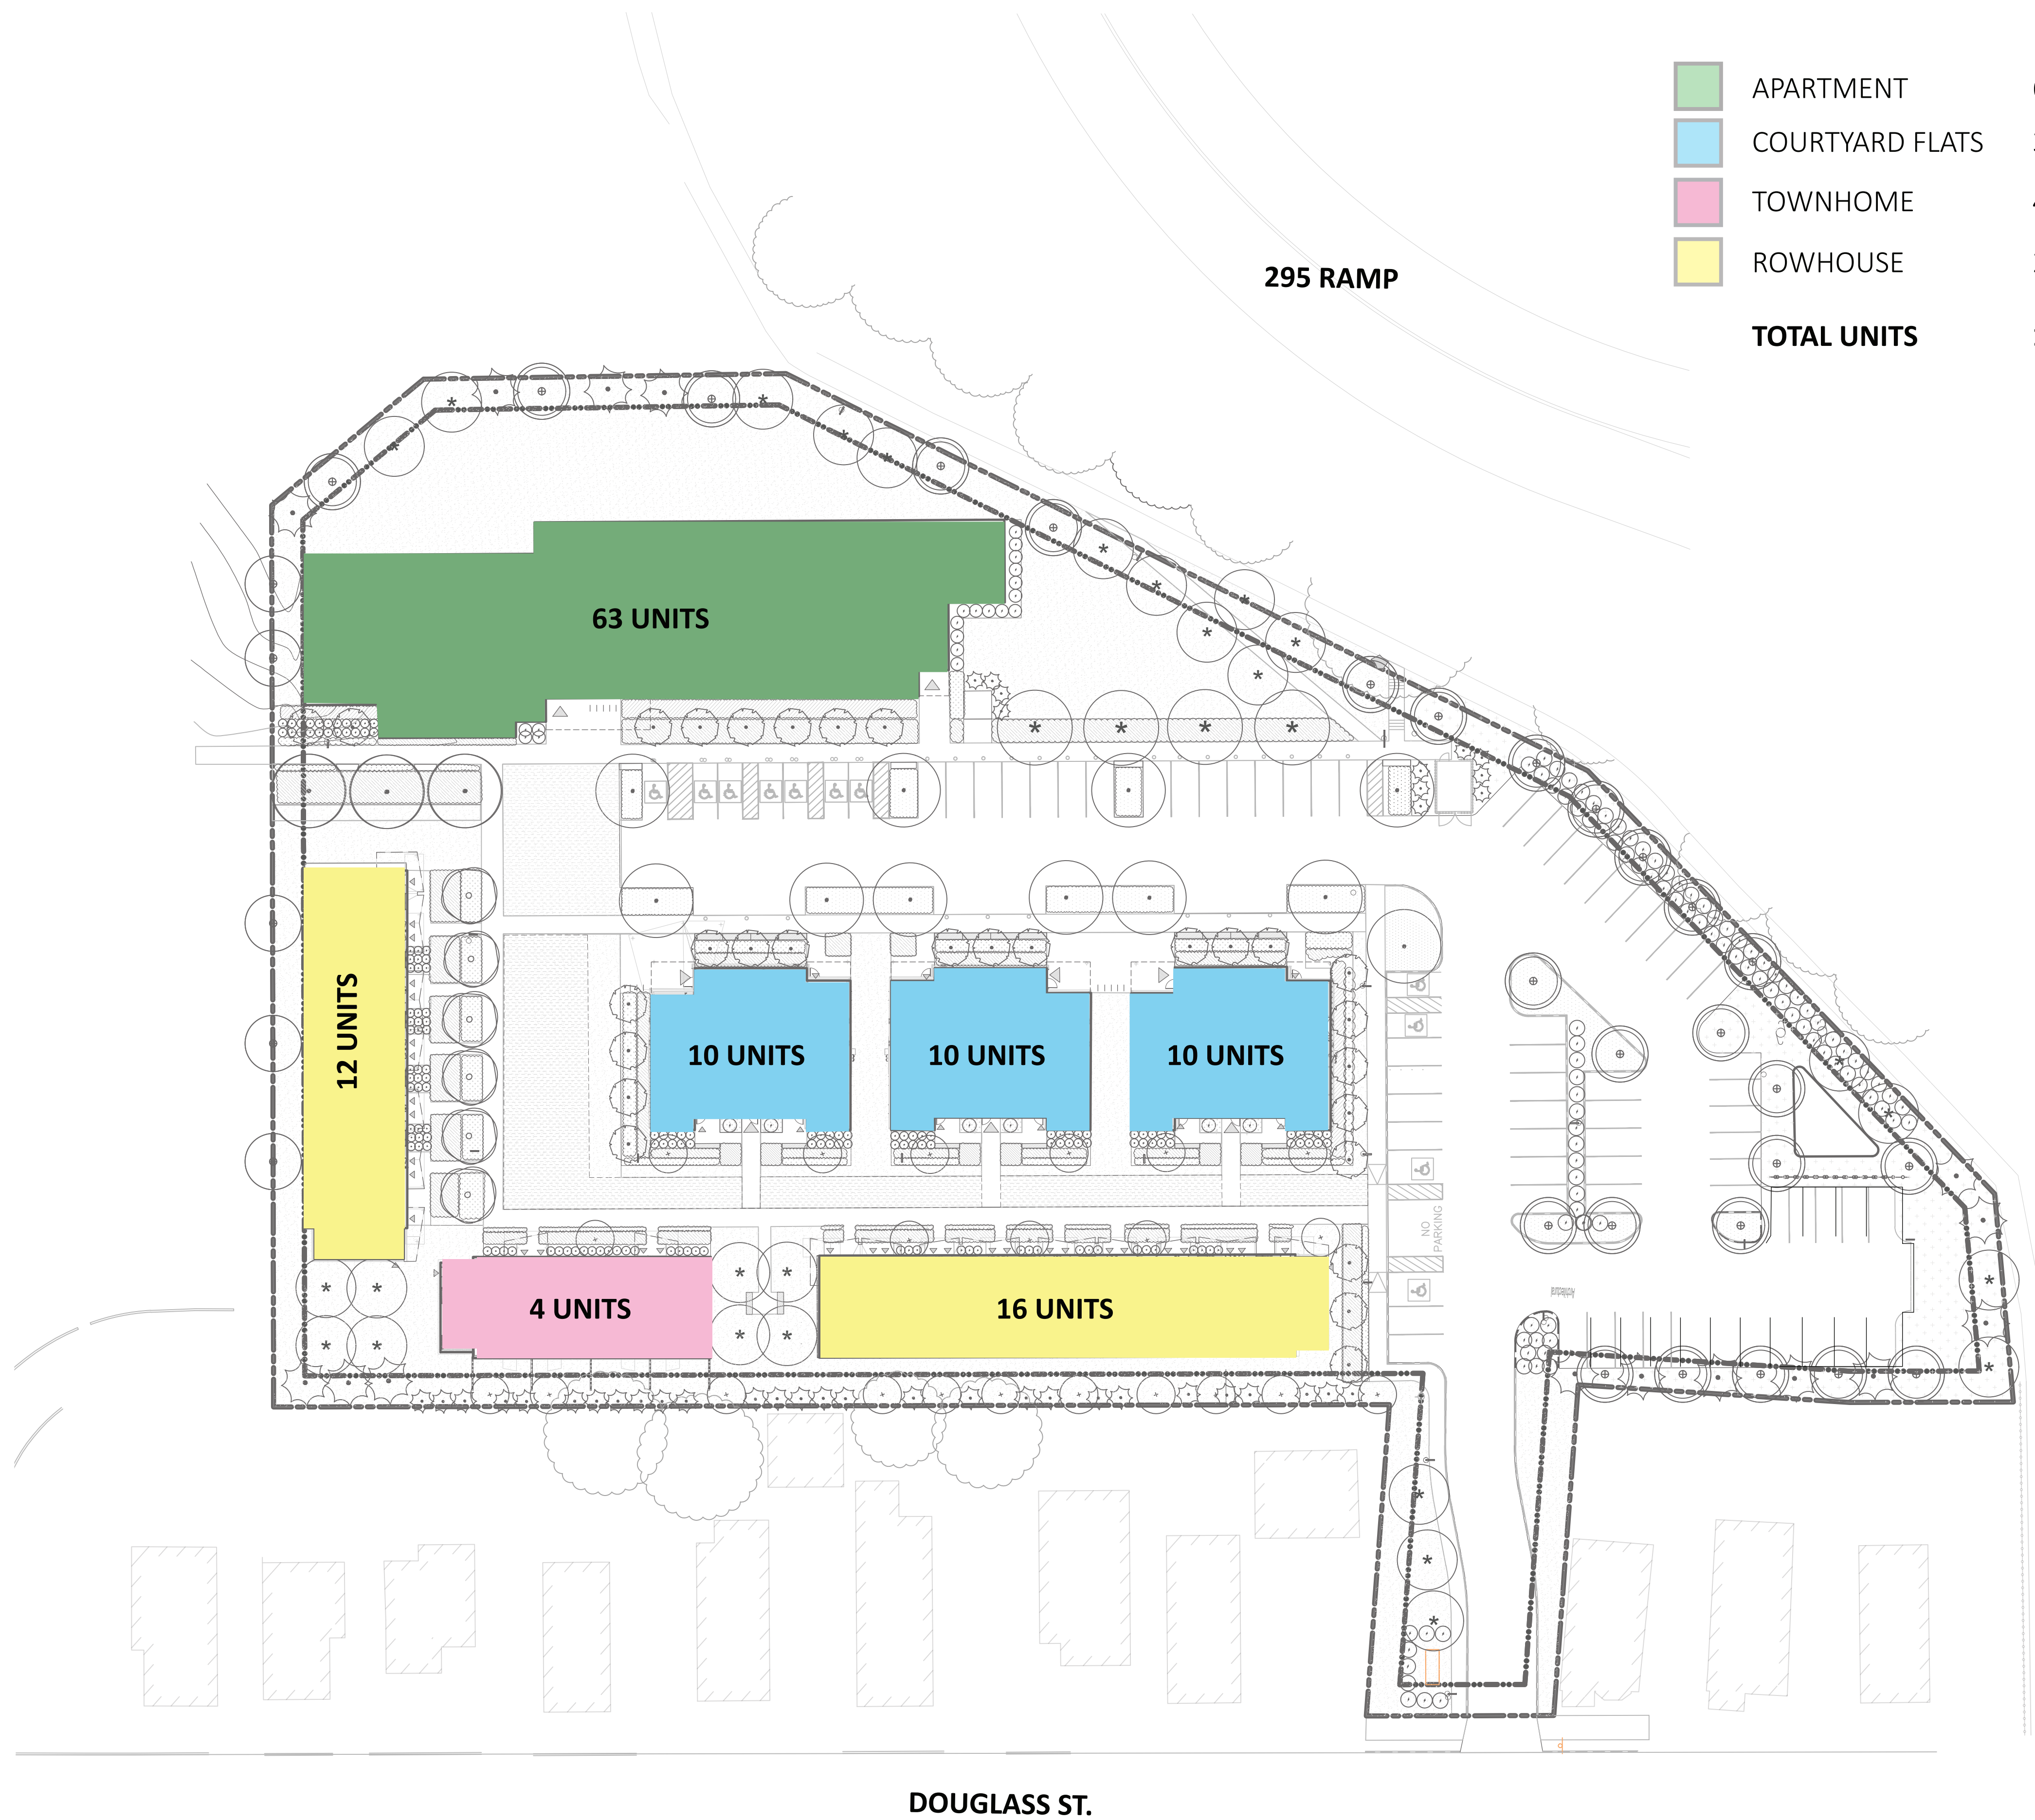 APARTMENT
COURTYARD FLATS
TOWNHOME
4
ROWHOUSE
TOTAL UNITS
295 RAMP
63 UNITS
12 UNITS
10 UNITS
10 UNITS
10 UNITS
NO
PARKING
4 UNITS
16 UNITS
DOUGLASS ST.